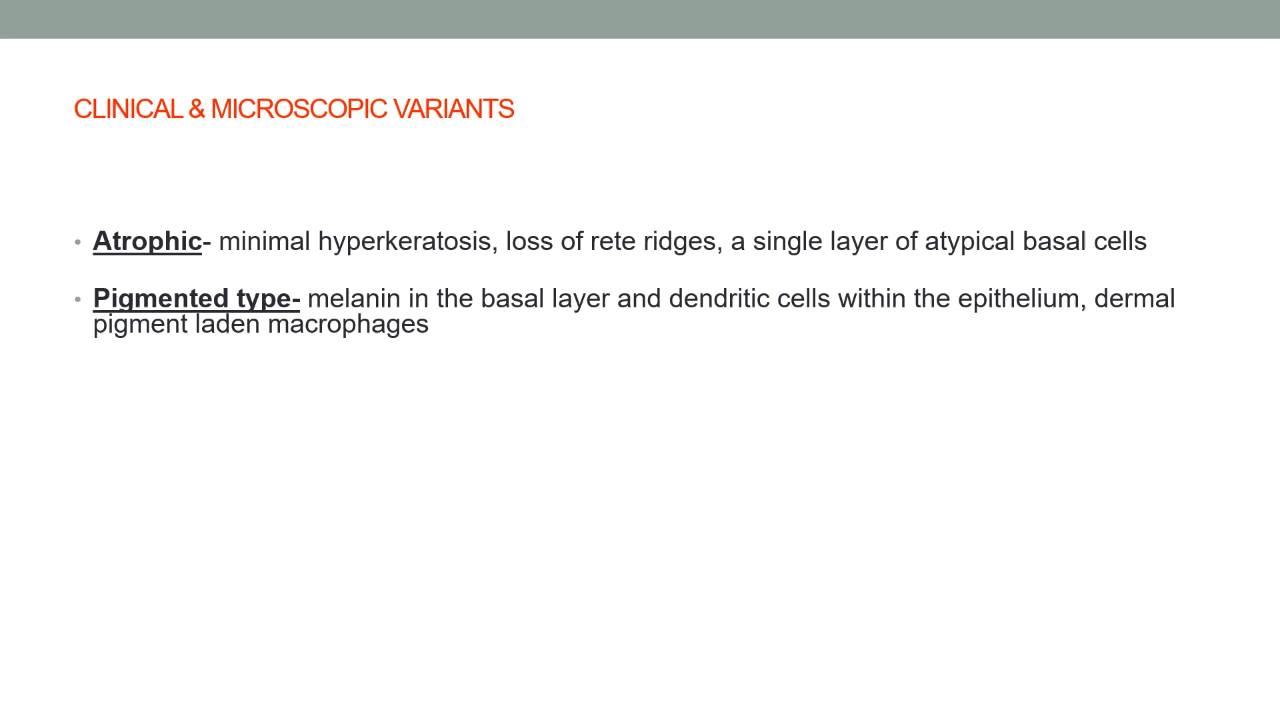 CLINICAL & MICROSCOPIC VARIANTS
• Atrophic- minimal hyperkeratosis, loss of rete ridges, a single layer of atypical basal cells
• Pigmented type- melanin in the basal layer and dendritic cells within the epithelium, dermal
pigment laden macrophages